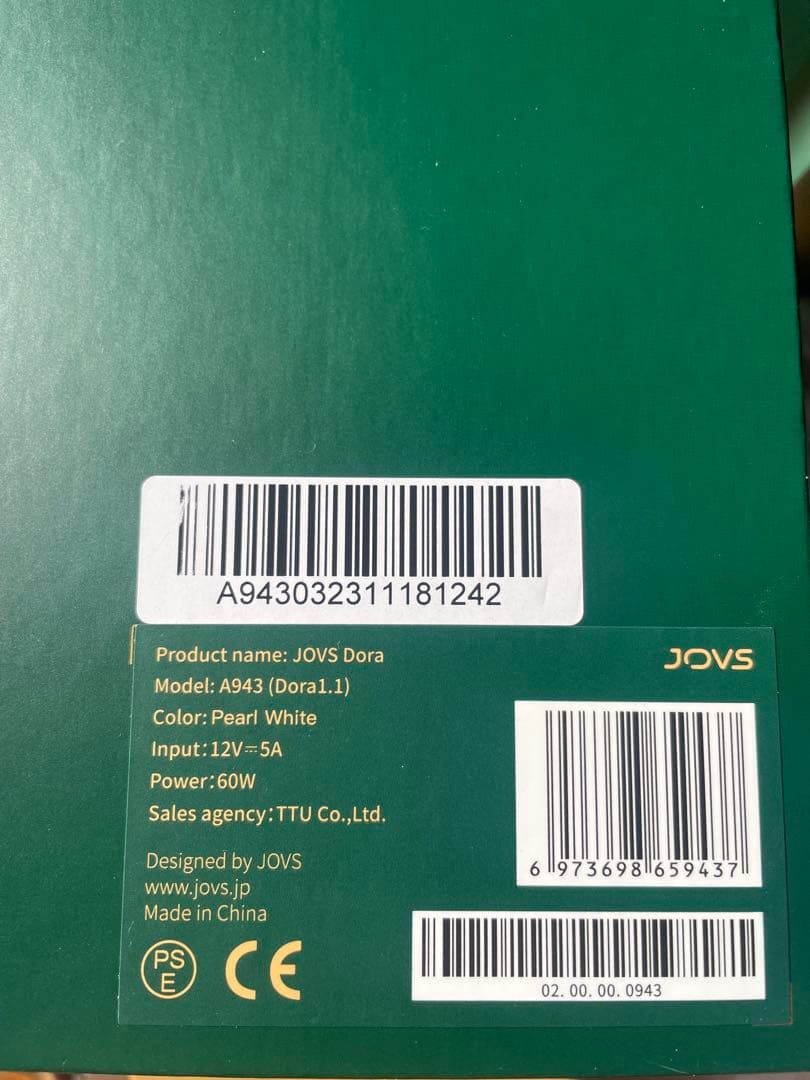 A943032311181242
Product name: JOVS Dora
JOVS
Model: A943 (Dora1.1)
Color: Pearl White
Input:12V⎓5A
Power:60W
Sales agency:TTU Co.,Ltd.
Designed by JOVS
www.jovs.jp
Made in China
6 973698 659437
PS
E
CE
02. 00. 00. 0943